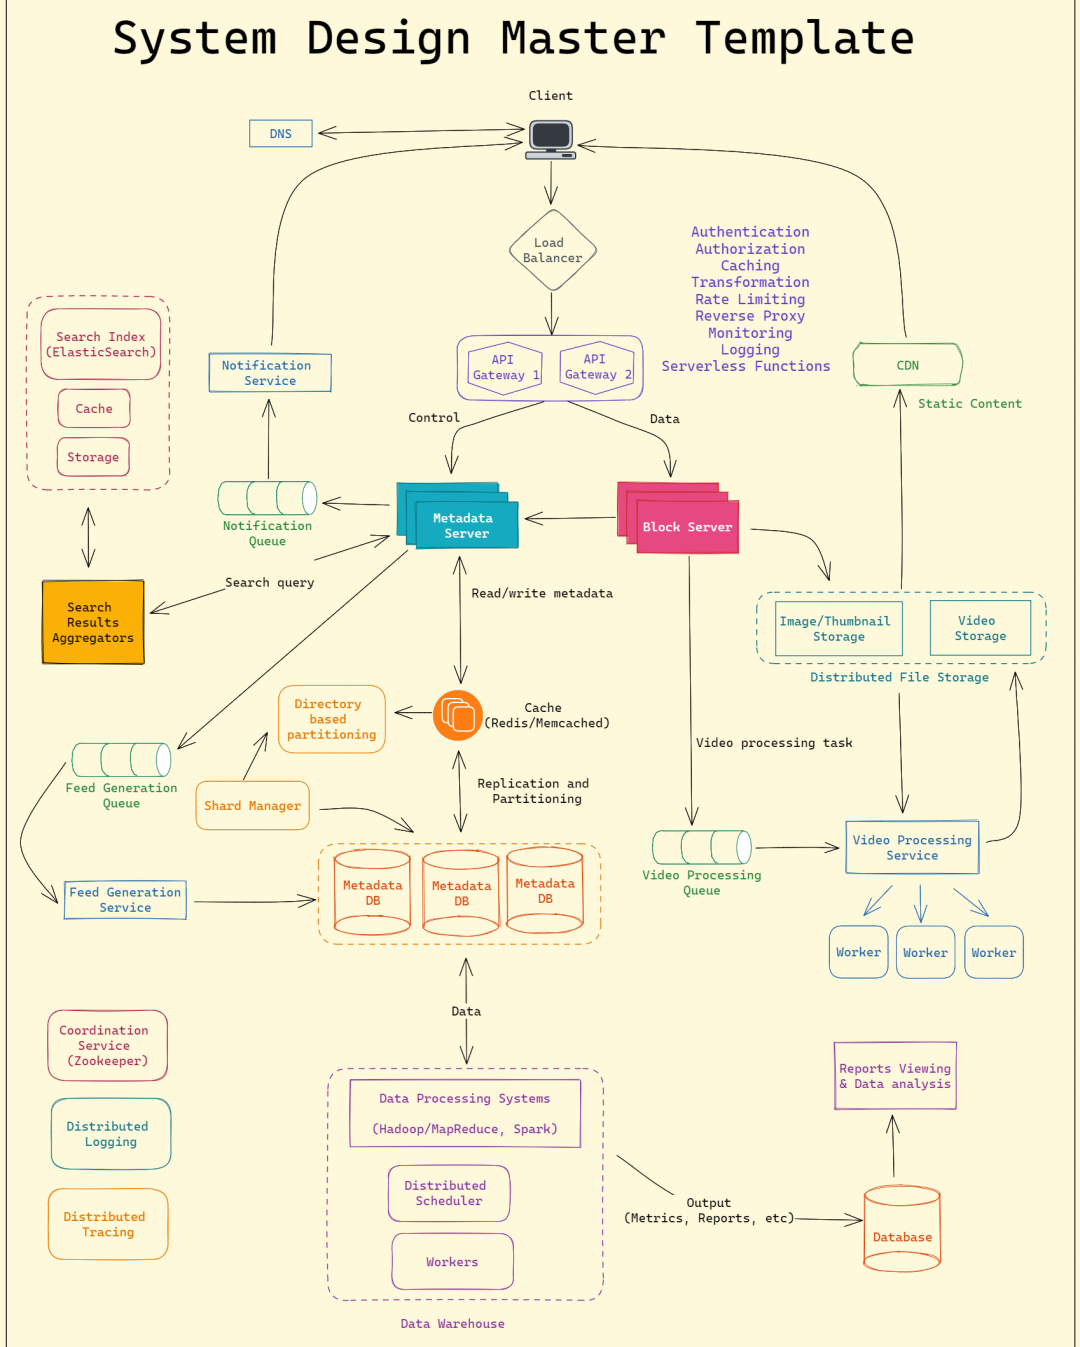 System Design Master Template
Client
DNS
Load
Balancer
Authentication
Authorization
Caching
Transformation
Rate Limiting
Reverse Proxy
Monitoring
Logging
Serverless Functions
Search Index
(ElasticSearch)
Cache
Storage
Notification
Service
API
Gateway 1
API
Gateway 2
CDN
Static Content
Control
Data
Notification
Queue
Metadata
Server
Block Server
Search query
Read/write metadata
Search
Results
Aggregators
Image/Thumbnail
Storage
Video
Storage
Distributed File Storage
Directory
based
partitioning
Cache
(Redis/Memcached)
Video processing task
Feed Generation
Queue
Shard Manager
Replication and
Partitioning
Video Processing
Queue
Video Processing
Service
Feed Generation
Service
Metadata
DB
Metadata
DB
Metadata
DB
Worker
Worker
Worker
Data
Coordination
Service
(Zookeeper)
Distributed
Logging
Distributed
Tracing
Data Processing Systems
(Hadoop/MapReduce, Spark)
Distributed
Scheduler
Workers
Data Warehouse
Reports Viewing
& Data analysis
Output
(Metrics, Reports, etc)
Database